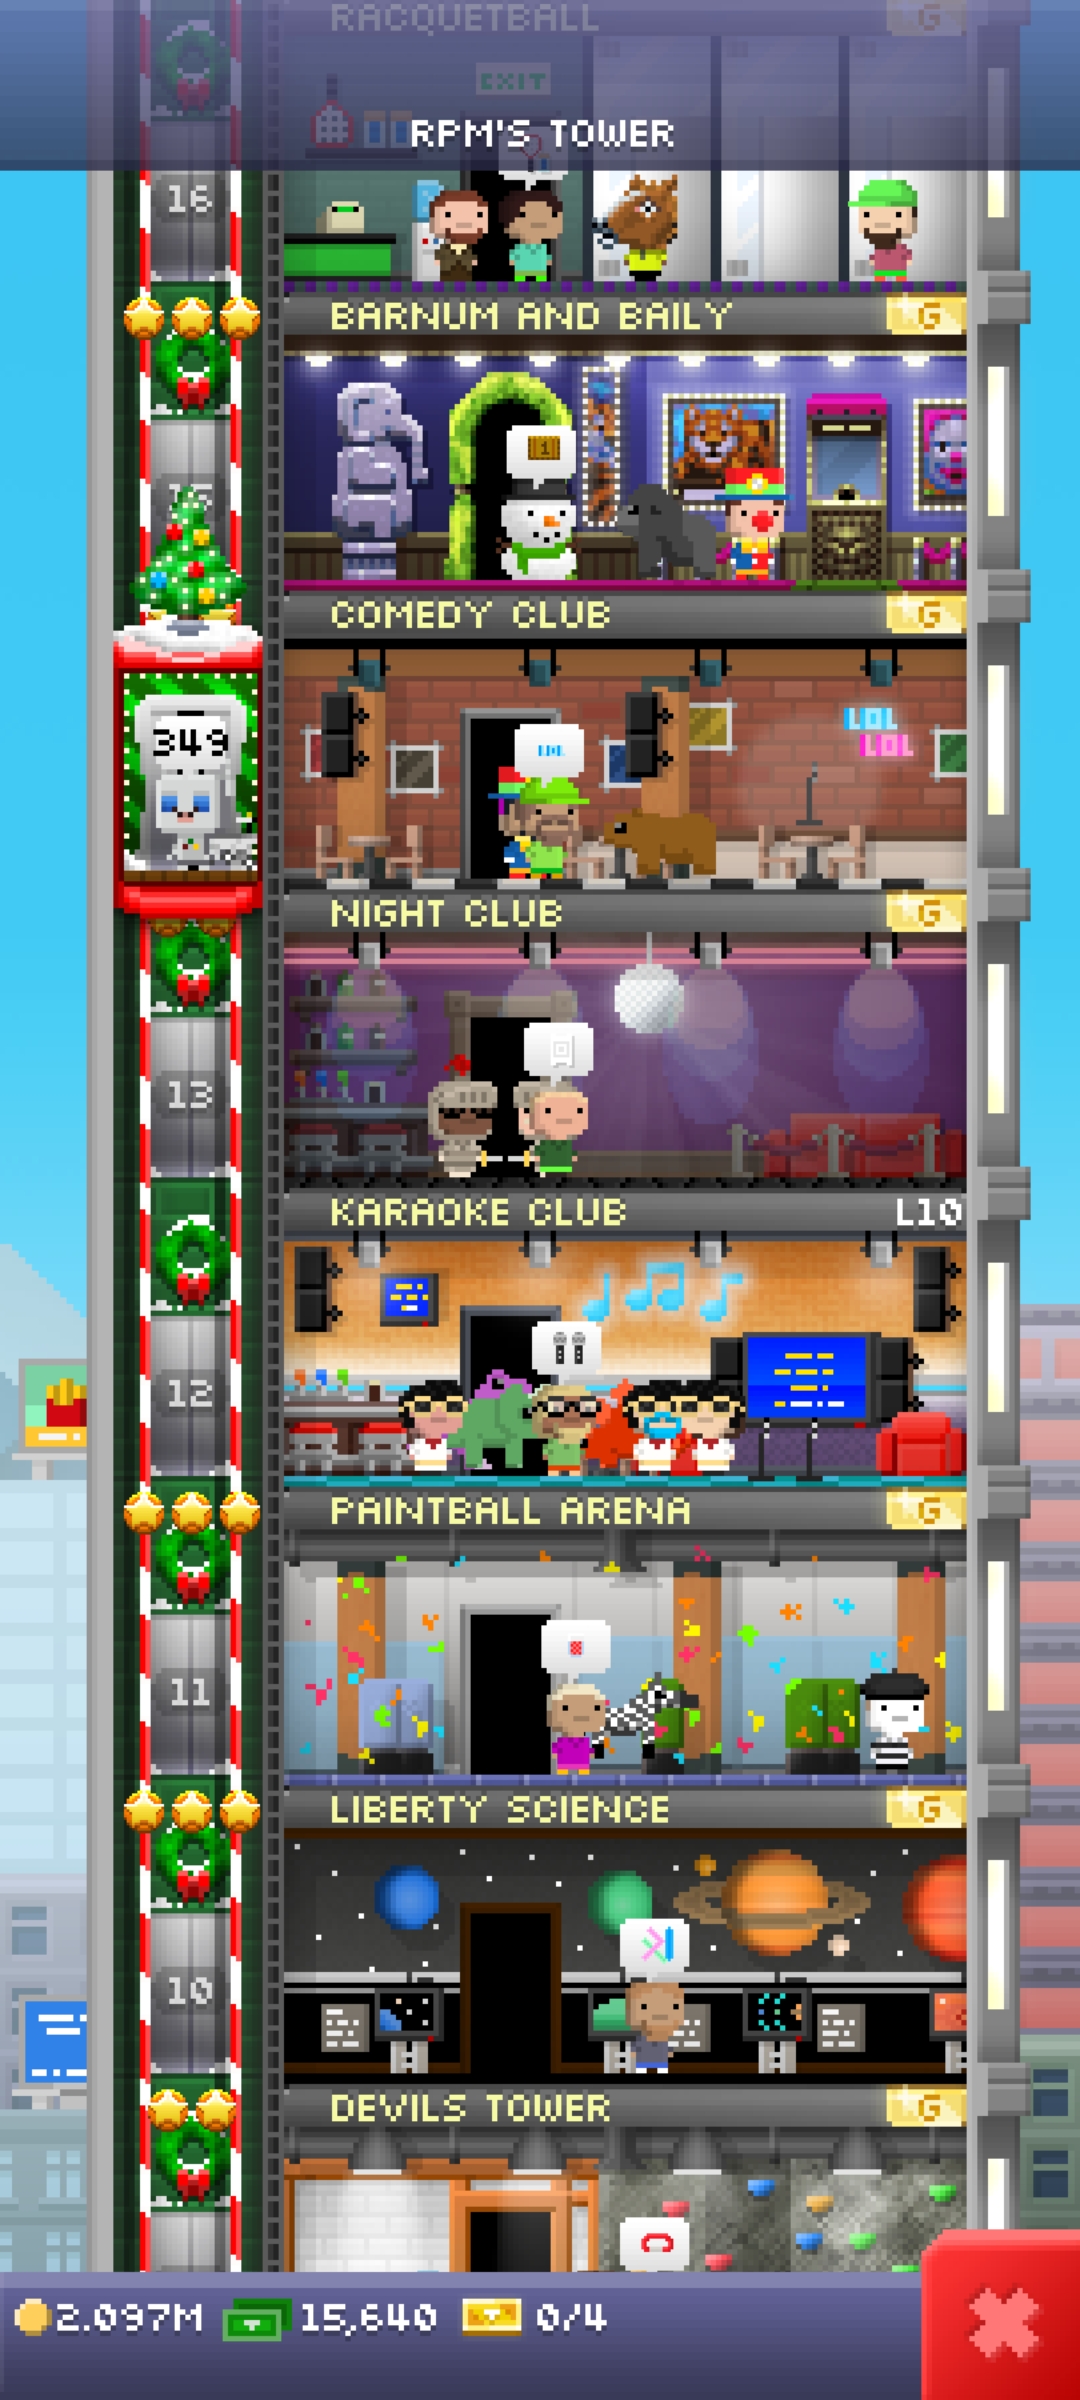 RACQUETBALL G
EXIT
RPM'S TOWER
16
BARNUM AND BAILY G
15
1
COMEDY CLUB G
LOL
LOL
LOL
349
NIGHT CLUB G
13
KARAOKE CLUB L10
12
PAINTBALL ARENA G
11
LIBERTY SCIENCE G
10
DEVILS TOWER G
2.097M 15,640 0/4